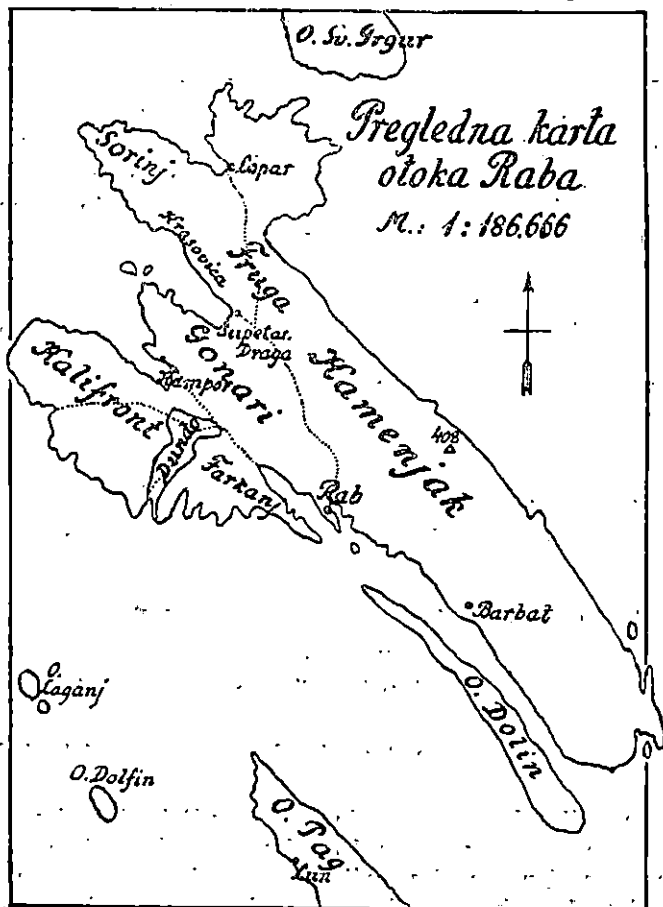 O. Sv. Grgur
Pregledna karta
otoka Raba
M.: 1:186.666
Sorinj
Lopar
Krasovica
Fruga
Supetar.
Draga
Gonari
Kamenjak
408
Kalifront
Kampor
Dundo
Farkanj
Rab
Barbat
O. Dolin
O.
Laganj
O. Dolfin
O. Pag
Lun